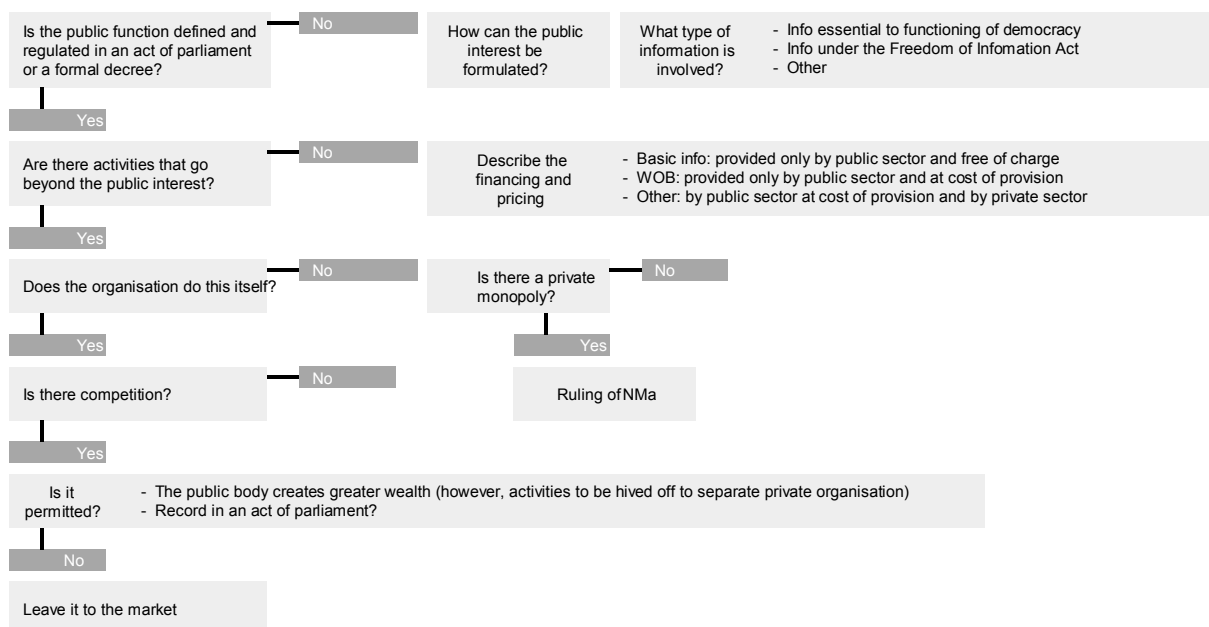 Is the public function defined and
regulated in an act of parliament
or a formal decree?
No
How can the public
interest be
formulated?
What type of
information is
involved?
- Info essential to functioning of democracy
- Info under the Freedom of Infomation Act
- Other
Yes
Are there activities that go
beyond the public interest?
No
Describe the
financing and
pricing
- Basic info: provided only by public sector and free of charge
- WOB: provided only by public sector and at cost of provision
- Other: by public sector at cost of provision and by private sector
Yes
Does the organisation do this itself?
No
Is there a private
monopoly?
No
Yes
Yes
Is there competition?
No
Ruling of NMa
Yes
Is it
permitted?
- The public body creates greater wealth (however, activities to be hived off to separate private organisation)
- Record in an act of parliament?
No
Leave it to the market